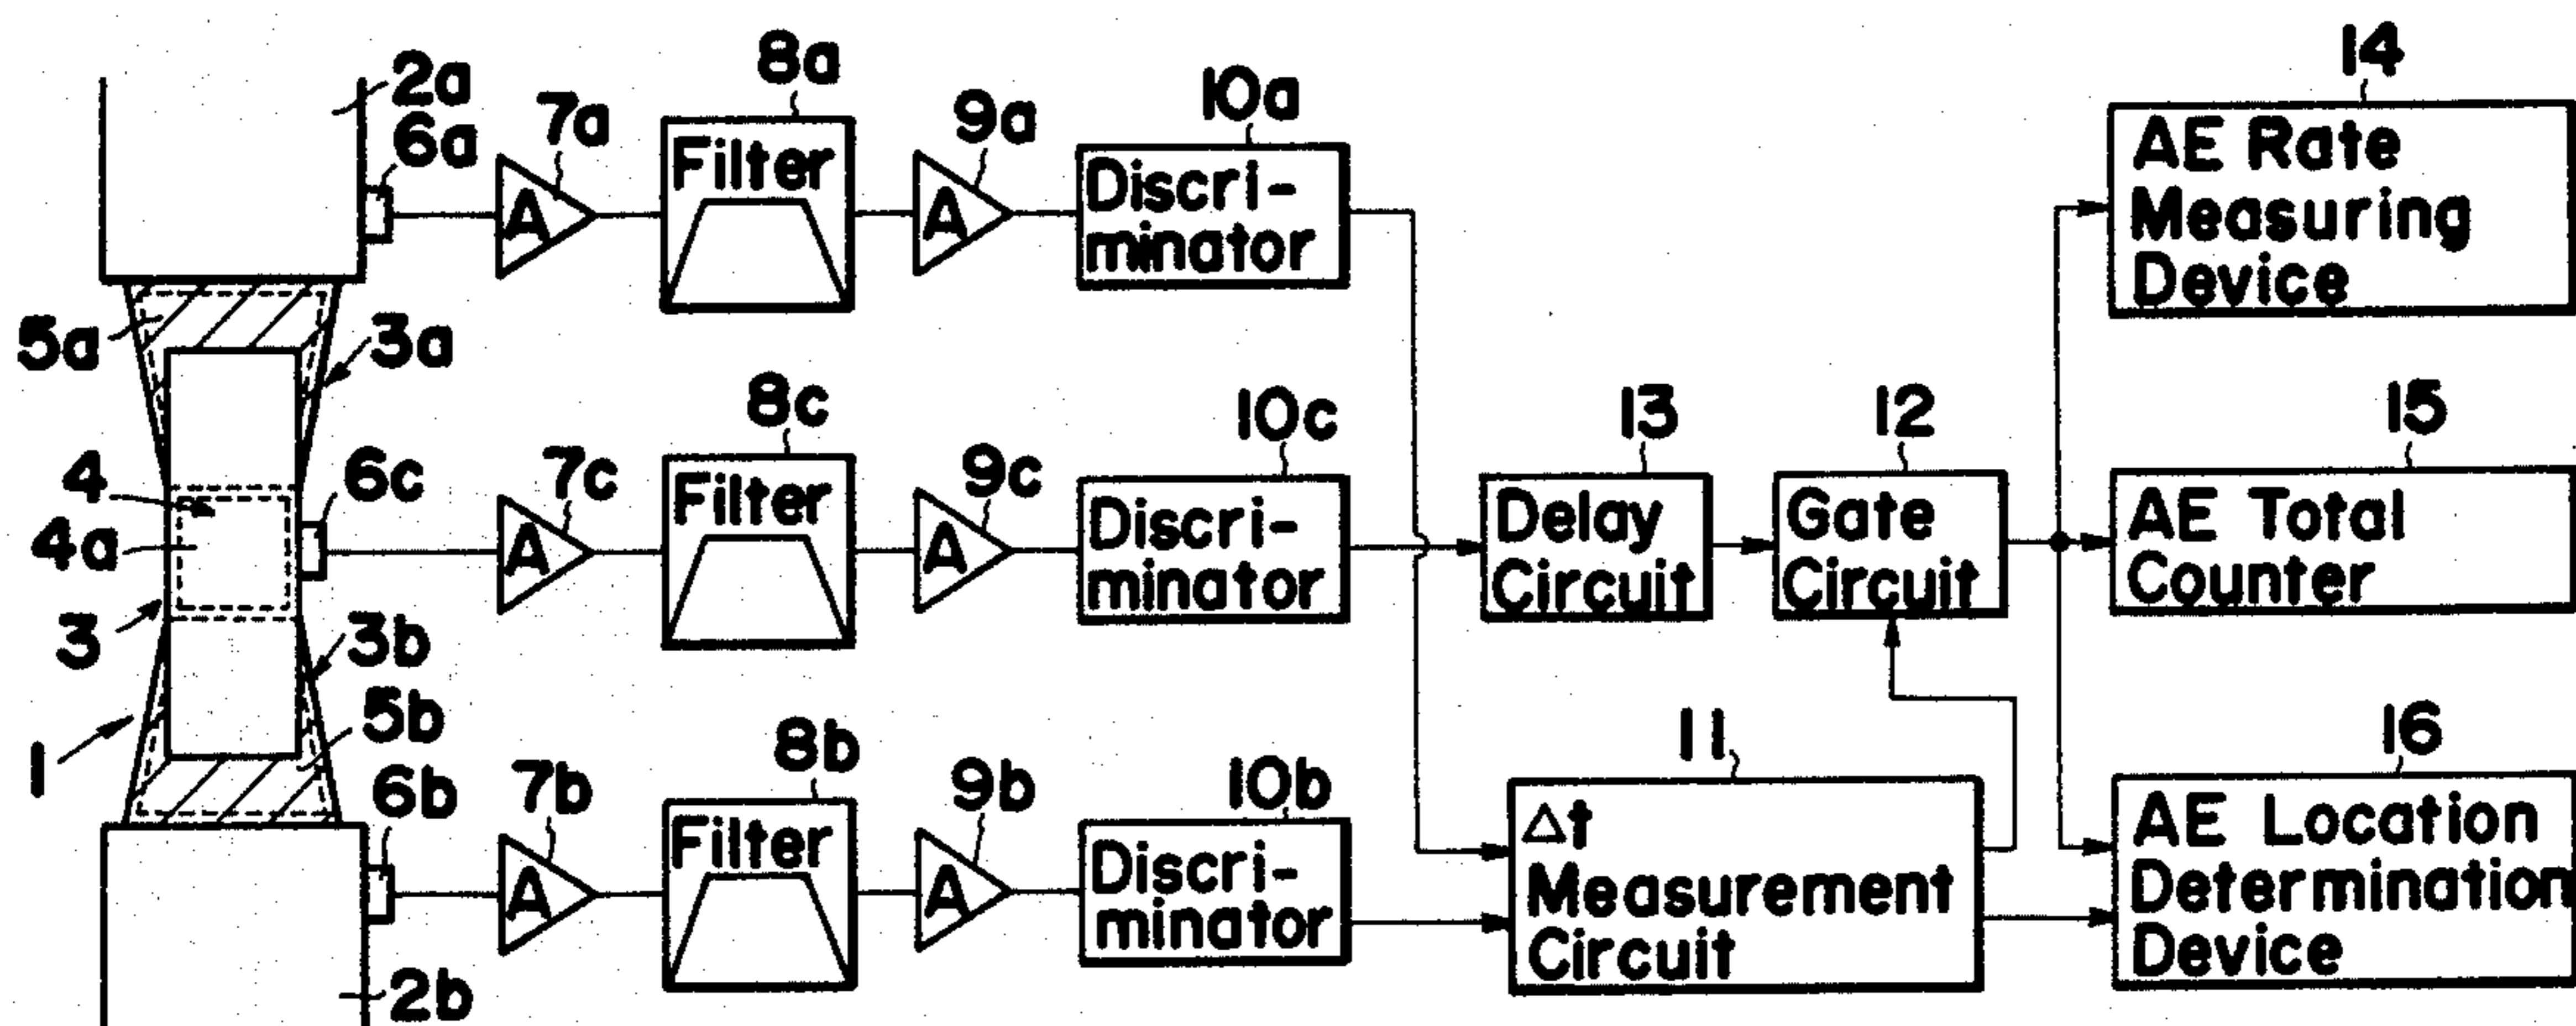 2a
6a
7a
8a
Filter
9a
A
A
10a
Discri-
minator
14
AE Rate
Measuring
Device
5a
3a
4
4a
6c
7c
A
8c
Filter
9c
A
10c
Discri-
minator
13
Delay
Circuit
12
Gate
Circuit
15
AE Total
Counter
3
3b
1
5b
6b
7b
A
8b
Filter
9b
A
10b
Discri-
minator
11
Δt
Measurement
Circuit
16
AE Location
Determination
Device
2b